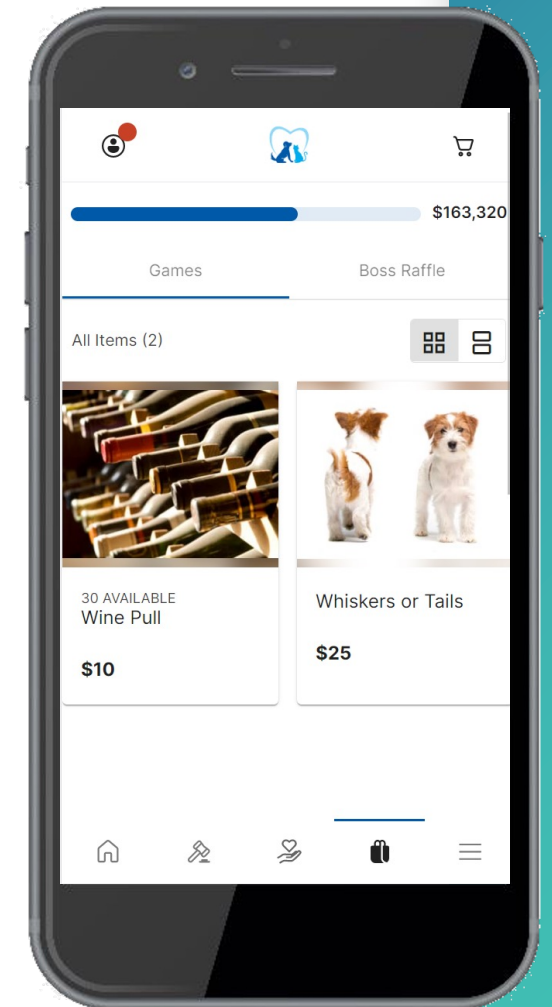 $163,320
Games
Boss Raffle
All Items (2)
30 AVAILABLE
Wine Pull
$10
Whiskers or Tails
$25